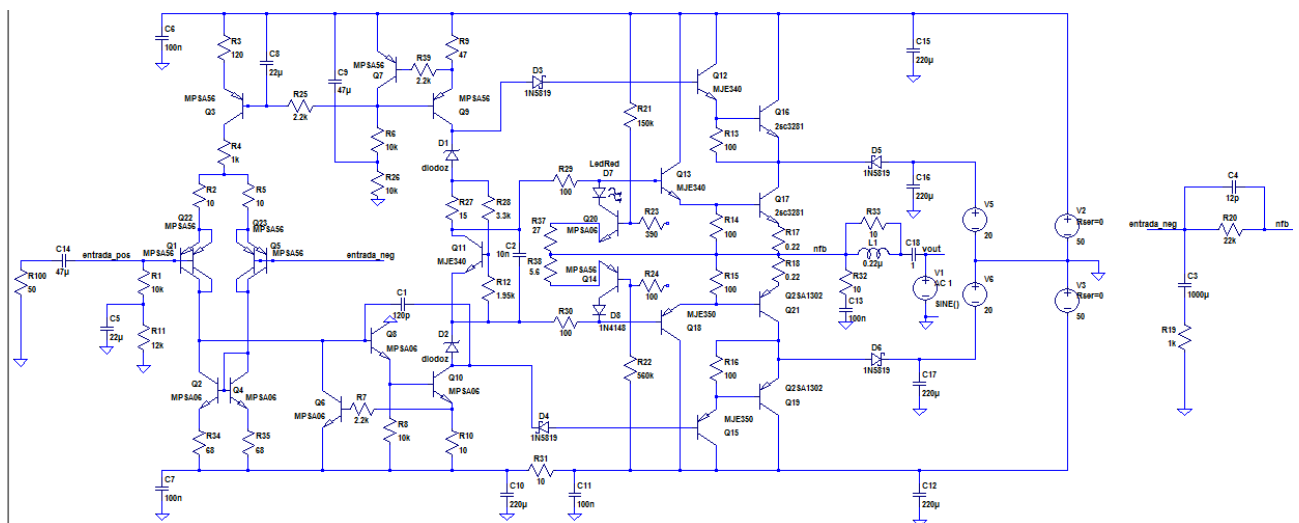 C6
100n
R3
120
C8
22µ
C9
47µ
MPSA56
Q7
R39
2.2k
R9
47
D3
1N5819
Q12
MJE340
C15
220µ
MPSA56
Q3
R25
2.2k
MPSA56
Q9
R21
150k
Q16
2sc3281
R13
100
R4
1k
R6
10k
D1
diodoz
D5
1N5819
C4
12p
R26
10k
R29
100
LedRed
D7
Q13
MJE340
C16
220µ
V5
20
V2
Rser=0
50
R20
22k
entrada_neg
nfb
R2
10
R5
10
R27
15
R28
3.3k
Q17
2sc3281
Q22
MPSA56
Q23
MPSA56
R37
27
Q20
MPSA06
R23
390
R14
100
R17
0.22
R33
10
C14
47µ
entrada_pos
Q1
MPSA56
Q5
MPSA56
entrada_neg
Q11
MJE340
C2
10n
nfb
L1
0.22µ
C18
1
vout
R100
50
R1
10k
R38
5.6
MPSA56
Q14
R24
100
R15
100
R18
0.22
R32
10
C13
100n
V1
AC 1
SINE()
V6
20
V3
Rser=0
50
C3
1000µ
R12
1.95k
C5
22µ
R11
12k
C1
120p
Q8
MPSA06
D2
diodoz
R30
100
D8
1N4148
MJE350
Q18
Q2SA1302
Q21
R19
1k
D6
1N5819
Q2
MPSA06
Q4
MPSA06
Q6
MPSA06
R7
2.2k
Q10
MPSA06
R22
560k
R16
100
Q2SA1302
Q19
C17
220µ
R34
68
R35
68
R8
10k
R10
10
D4
1N5819
MJE350
Q15
C7
100n
C10
220µ
R31
10
C11
100n
C12
220µ